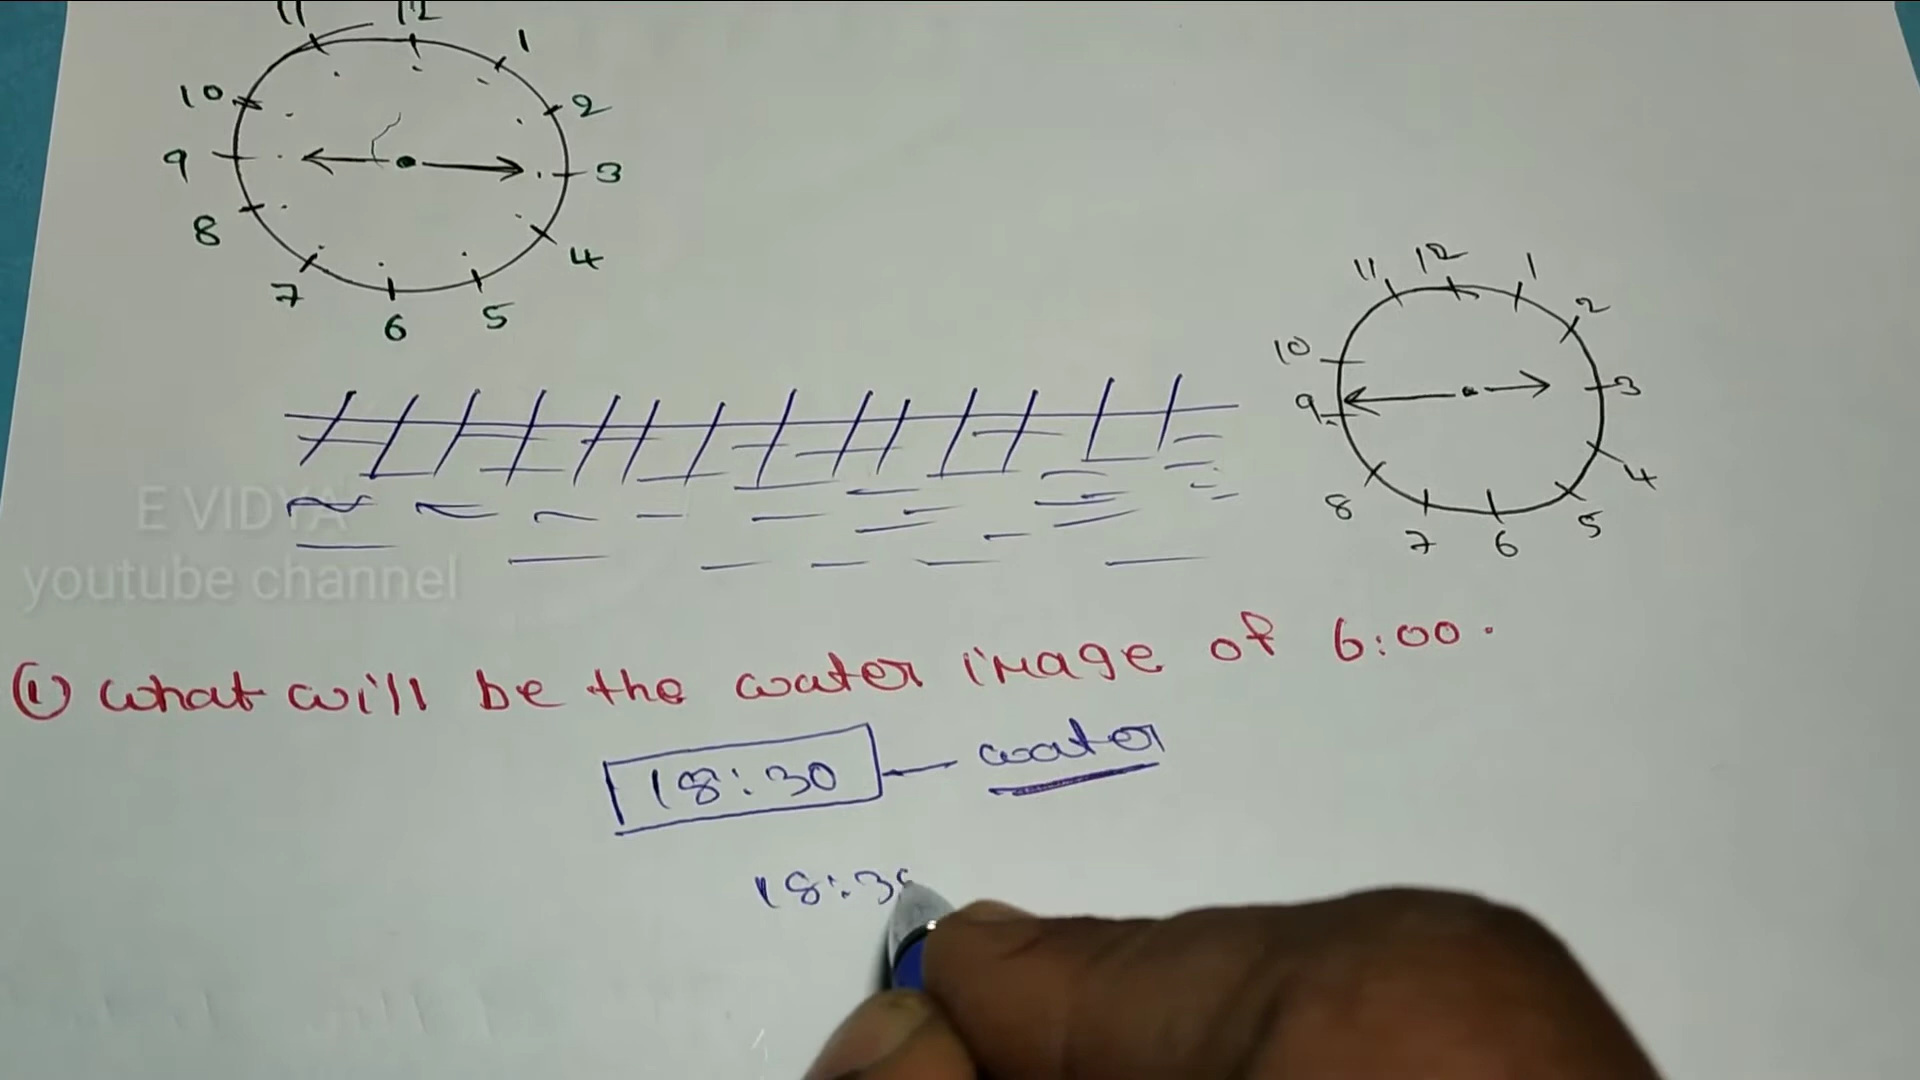 11 12 1
10 2
9 3
8 4
7 6 5
11 12 1
10 2
9 3
8 4
7 6 5
E VIDYA
youtube channel
(1) what will be the water image of 6:00.
18:30 — water
18:30